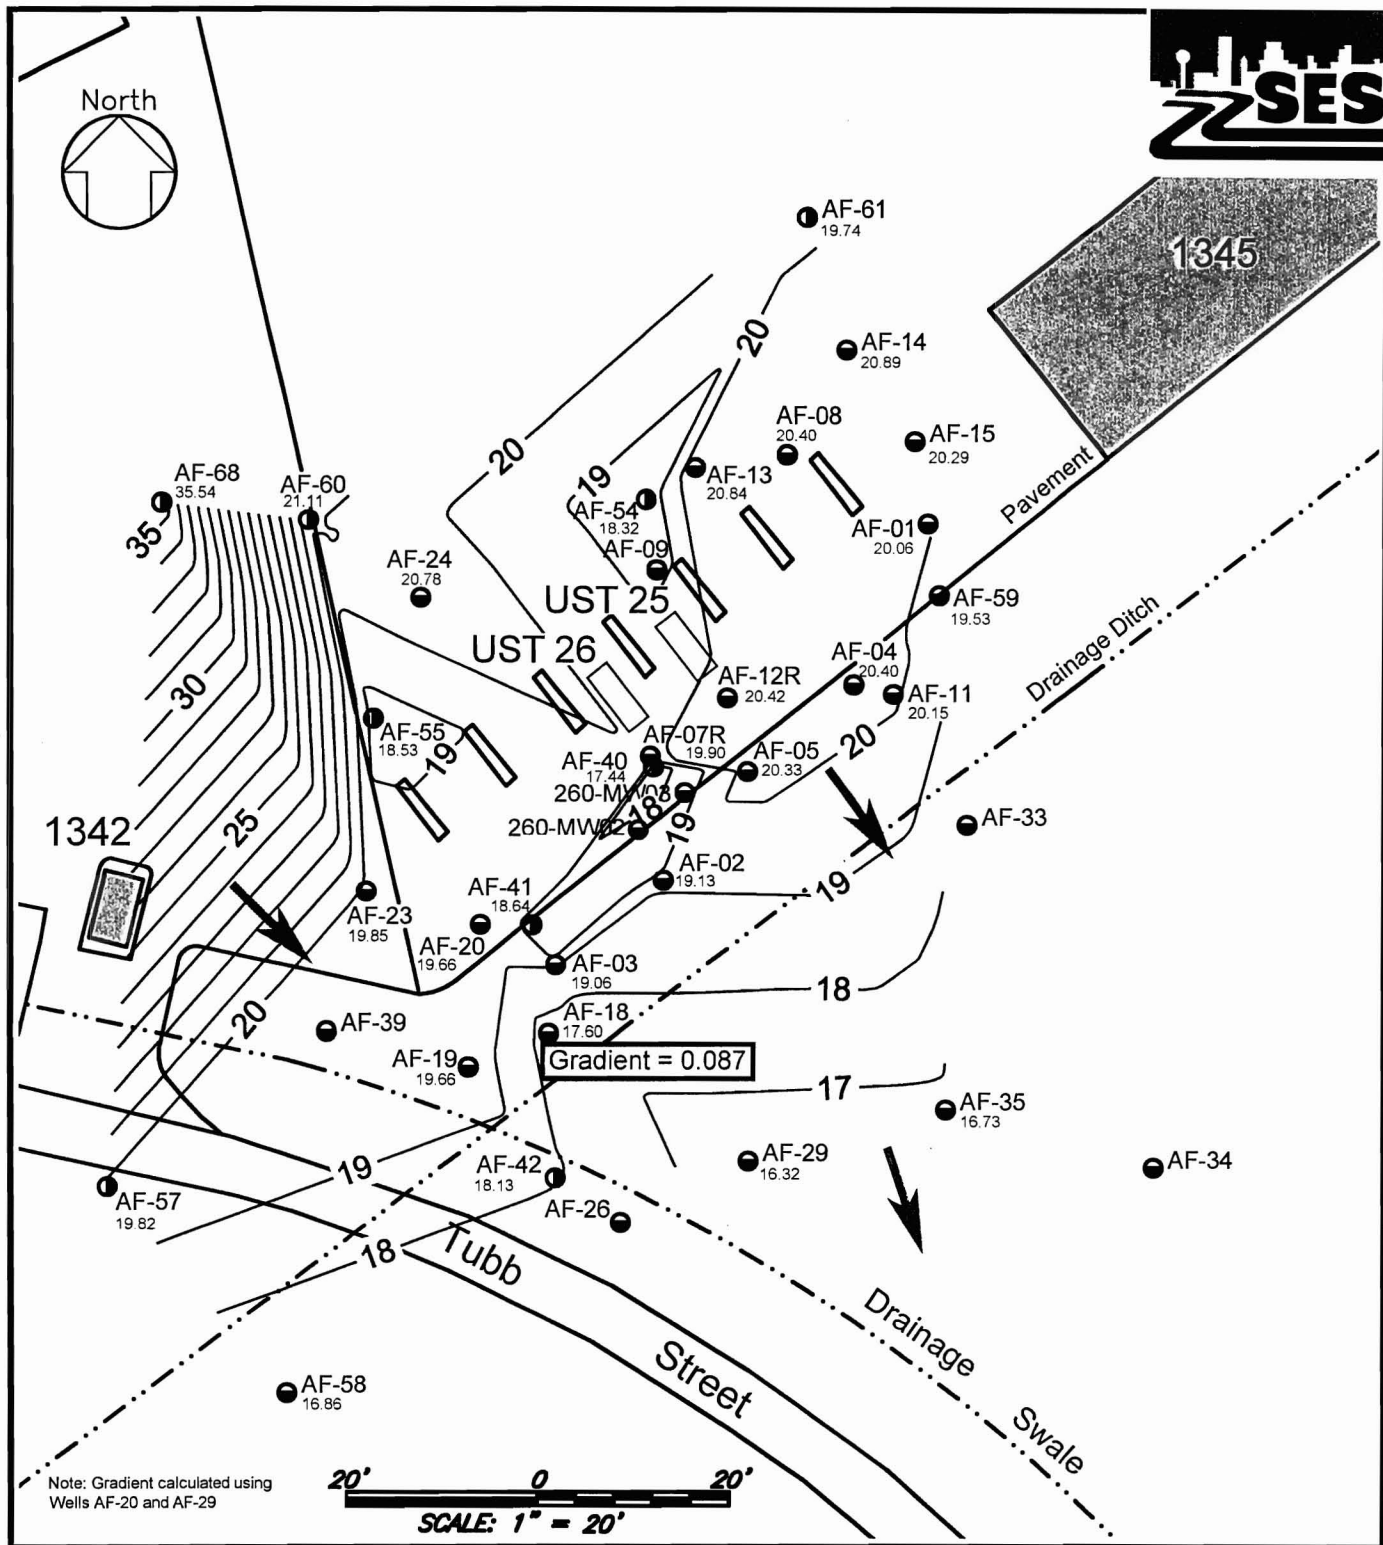 SES
North
AF-61
19.74
1345
AF-14
20.89
20
AF-08
20.40
AF-15
20.29
20
AF-13
20.84
19
Pavement
AF-68
35.54
AF-60
21.11
AF-54
18.32
AF-01
20.06
35
AF-09
AF-24
20.78
UST 25
AF-59
19.53
Drainage Ditch
UST 26
AF-04
20.40
30
AF-12R
20.42
AF-11
20.15
AF-55
18.53
AF-07R
19.90
20
19
AF-40
17.44
AF-05
20.33
260-MW03
18
25
1342
260-MW02
19
AF-33
AF-02
19.13
19
AF-41
18.64
AF-23
19.85
AF-20
19.66
AF-03
19.06
18
20
AF-39
AF-18
17.60
AF-19
19.66
Gradient = 0.087
17
AF-35
16.73
AF-42
18.13
AF-29
16.32
AF-34
19
AF-57
19.82
AF-26
18
Tubb
Street
Drainage
Swale
AF-58
16.86
Note: Gradient calculated using
Wells AF-20 and AF-29
20' 0 20'
SCALE: 1" = 20'